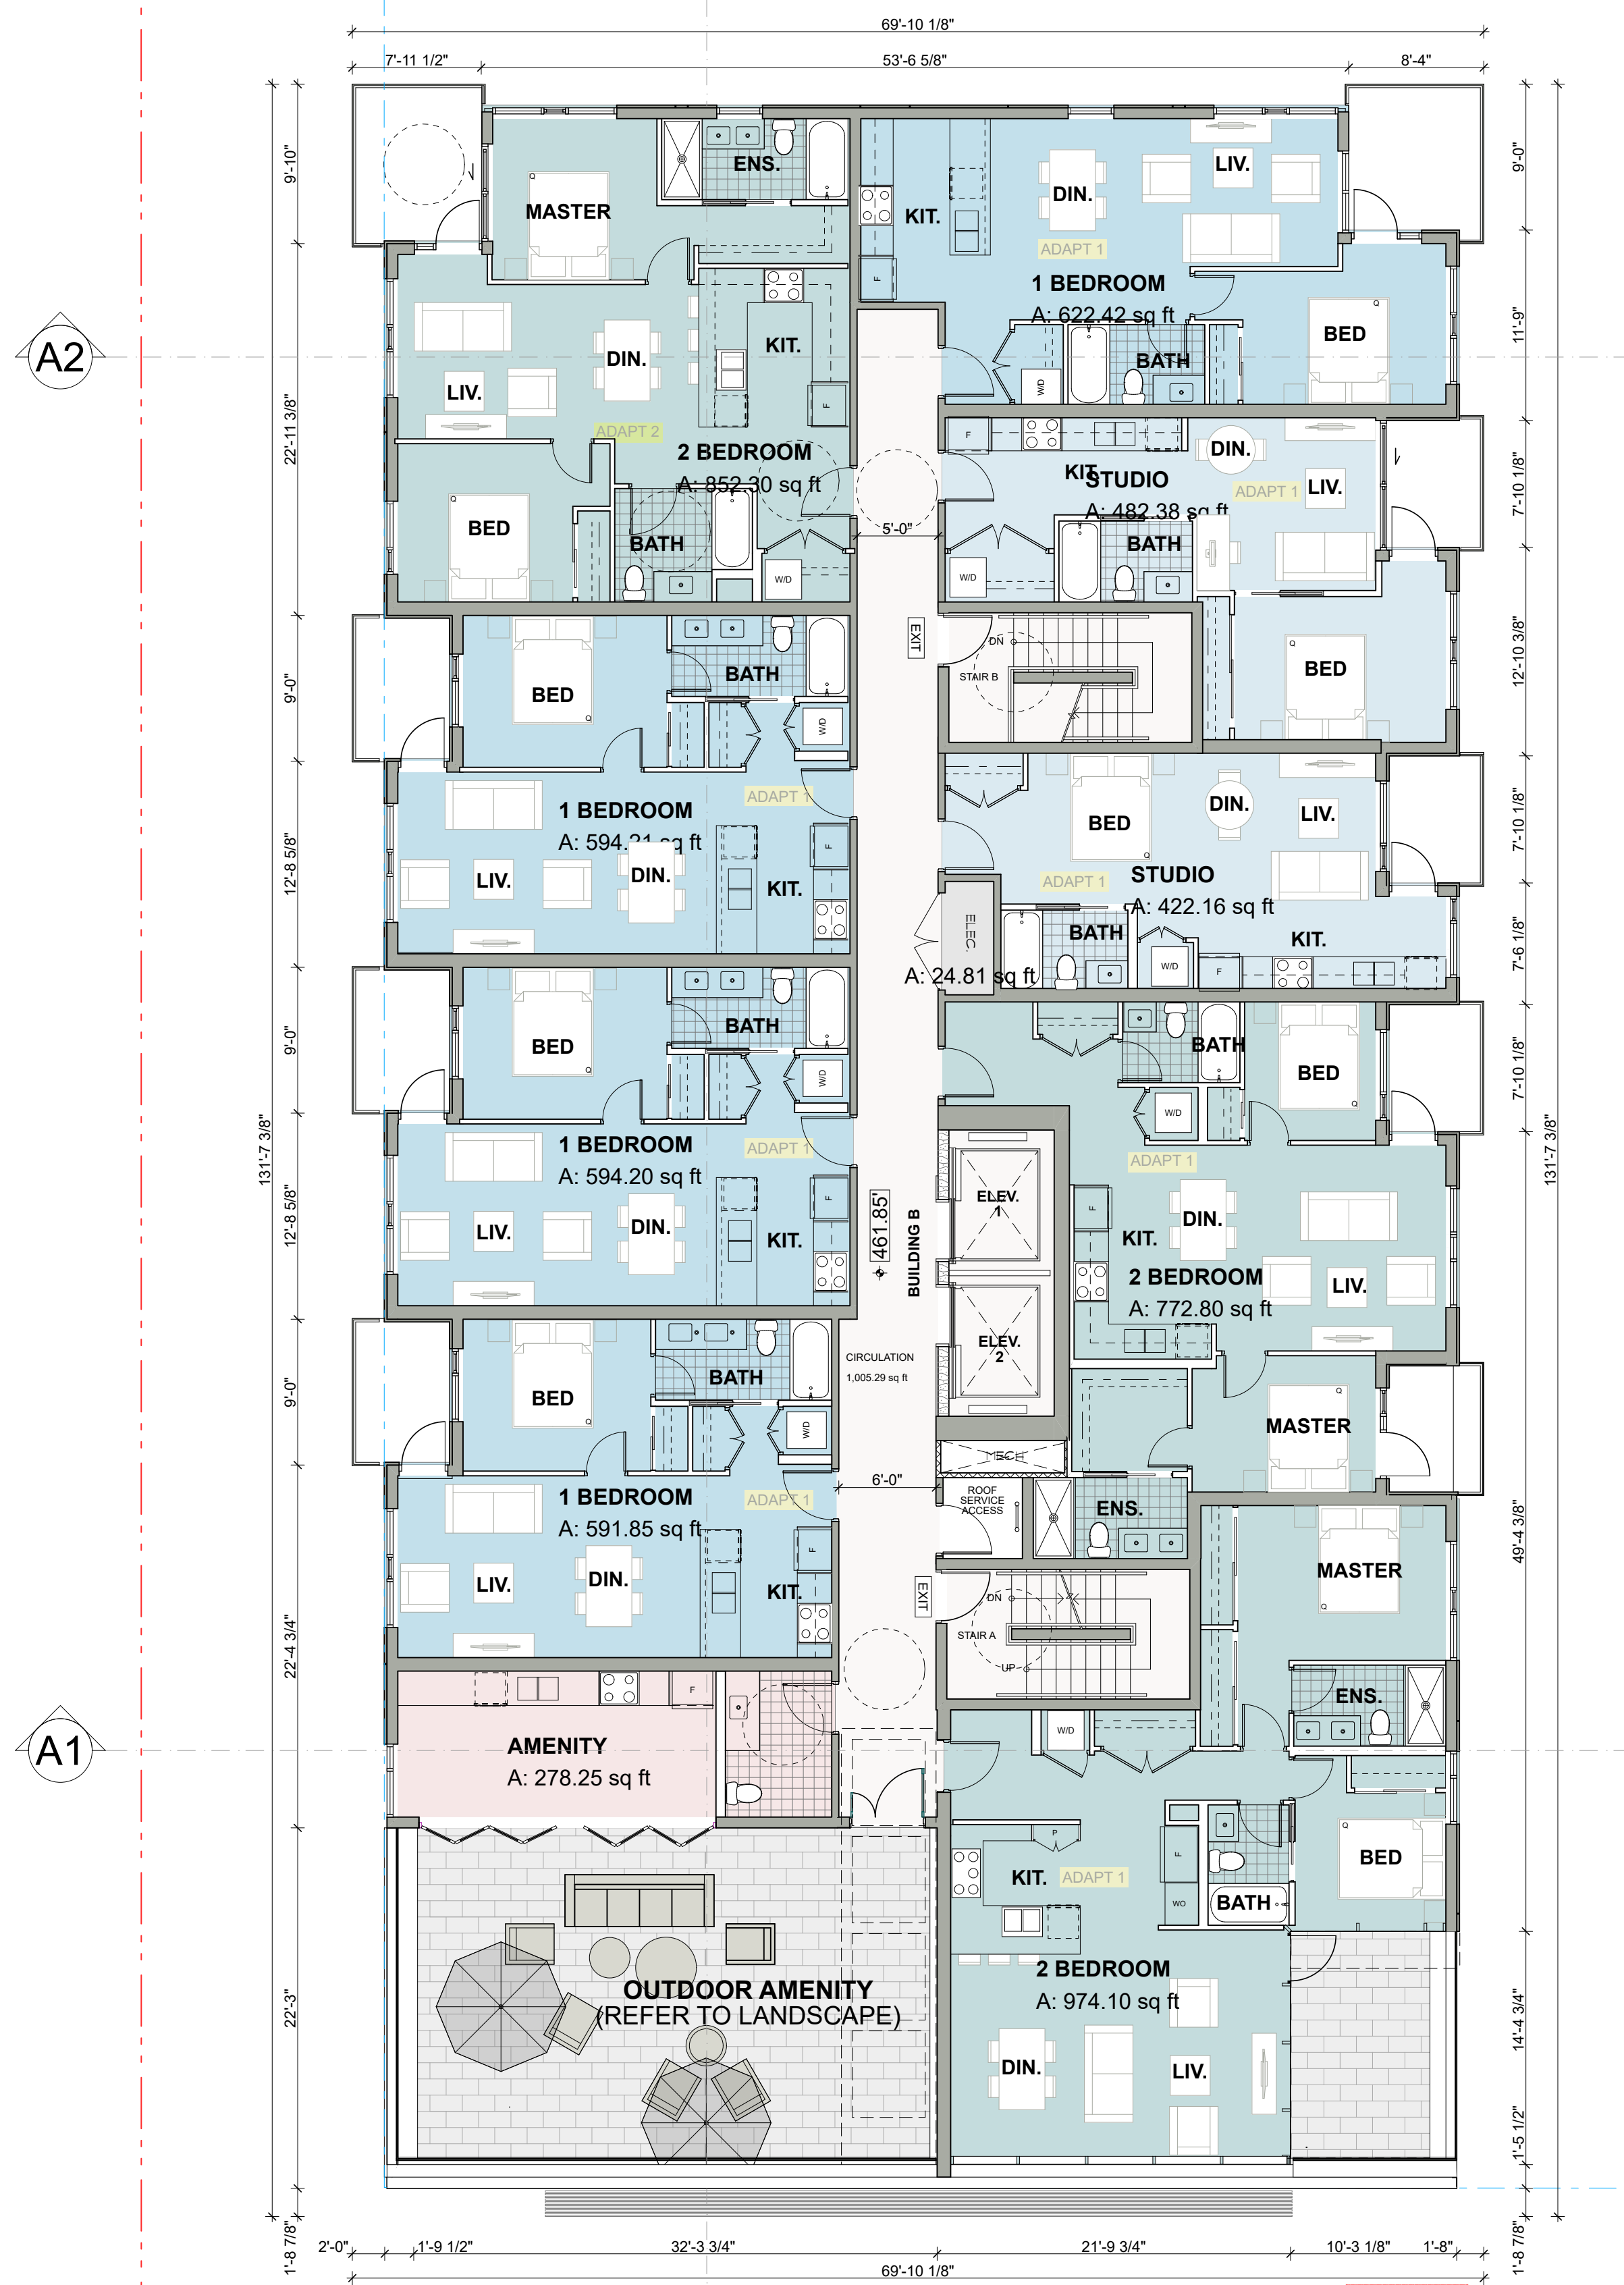 69'-10 1/8"
7'-11 1/2"
53'-6 5/8"
8'-4"
9'-10"
22'-11 3/8"
9'-0"
12'-8 5/8"
9'-0"
12'-8 5/8"
9'-0"
22'-4 3/4"
22'-3"
1'-8 7/8"
131'-7 3/8"
A2
A1
MASTER
Q
ENS.
LIV.
DIN.
KIT.
F
ADAPT 2
2 BEDROOM
A: 852.30 sq ft
BED
Q
BATH
W/D
KIT.
F
DIN.
LIV.
ADAPT 1
1 BEDROOM
A: 622.42 sq ft
W/D
BATH
BED
Q
5'-0"
F
KIT.
STUDIO
A: 482.38 sq ft
DIN.
ADAPT 1
LIV.
W/D
BATH
BED
Q
EXIT
DN
STAIR B
BED
Q
BATH
W/D
1 BEDROOM
A: 594.21 sq ft
ADAPT 1
LIV.
DIN.
KIT.
F
BED
Q
DIN.
LIV.
ADAPT 1
STUDIO
A: 422.16 sq ft
ELEC.
A: 24.81 sq ft
BATH
W/D
F
KIT.
BED
Q
BATH
W/D
1 BEDROOM
A: 594.20 sq ft
ADAPT 1
LIV.
DIN.
KIT.
F
BATH
BED
Q
W/D
ADAPT 1
F
KIT.
DIN.
2 BEDROOM
A: 772.80 sq ft
LIV.
MASTER
Q
ENS.
ELEV.
1
ELEV.
2
461.85'
BUILDING B
CIRCULATION
1,005.29 sq ft
MECH
6'-0"
ROOF
SERVICE
ACCESS
BED
Q
BATH
W/D
1 BEDROOM
A: 591.85 sq ft
ADAPT 1
LIV.
DIN.
KIT.
F
EXIT
DN
STAIR A
UP
MASTER
Q
ENS.
W/D
BED
Q
BATH
P
KIT.
ADAPT 1
F
WO
2 BEDROOM
A: 974.10 sq ft
DIN.
LIV.
F
AMENITY
A: 278.25 sq ft
OUTDOOR AMENITY
(REFER TO LANDSCAPE)
9'-0"
11'-9"
7'-10 1/8"
12'-10 3/8"
7'-10 1/8"
7'-6 1/8"
7'-10 1/8"
49'-4 3/8"
14'-4 3/4"
1'-5 1/2"
1'-8 7/8"
131'-7 3/8"
2'-0"
1'-9 1/2"
32'-3 3/4"
21'-9 3/4"
10'-3 1/8"
1'-8"
69'-10 1/8"